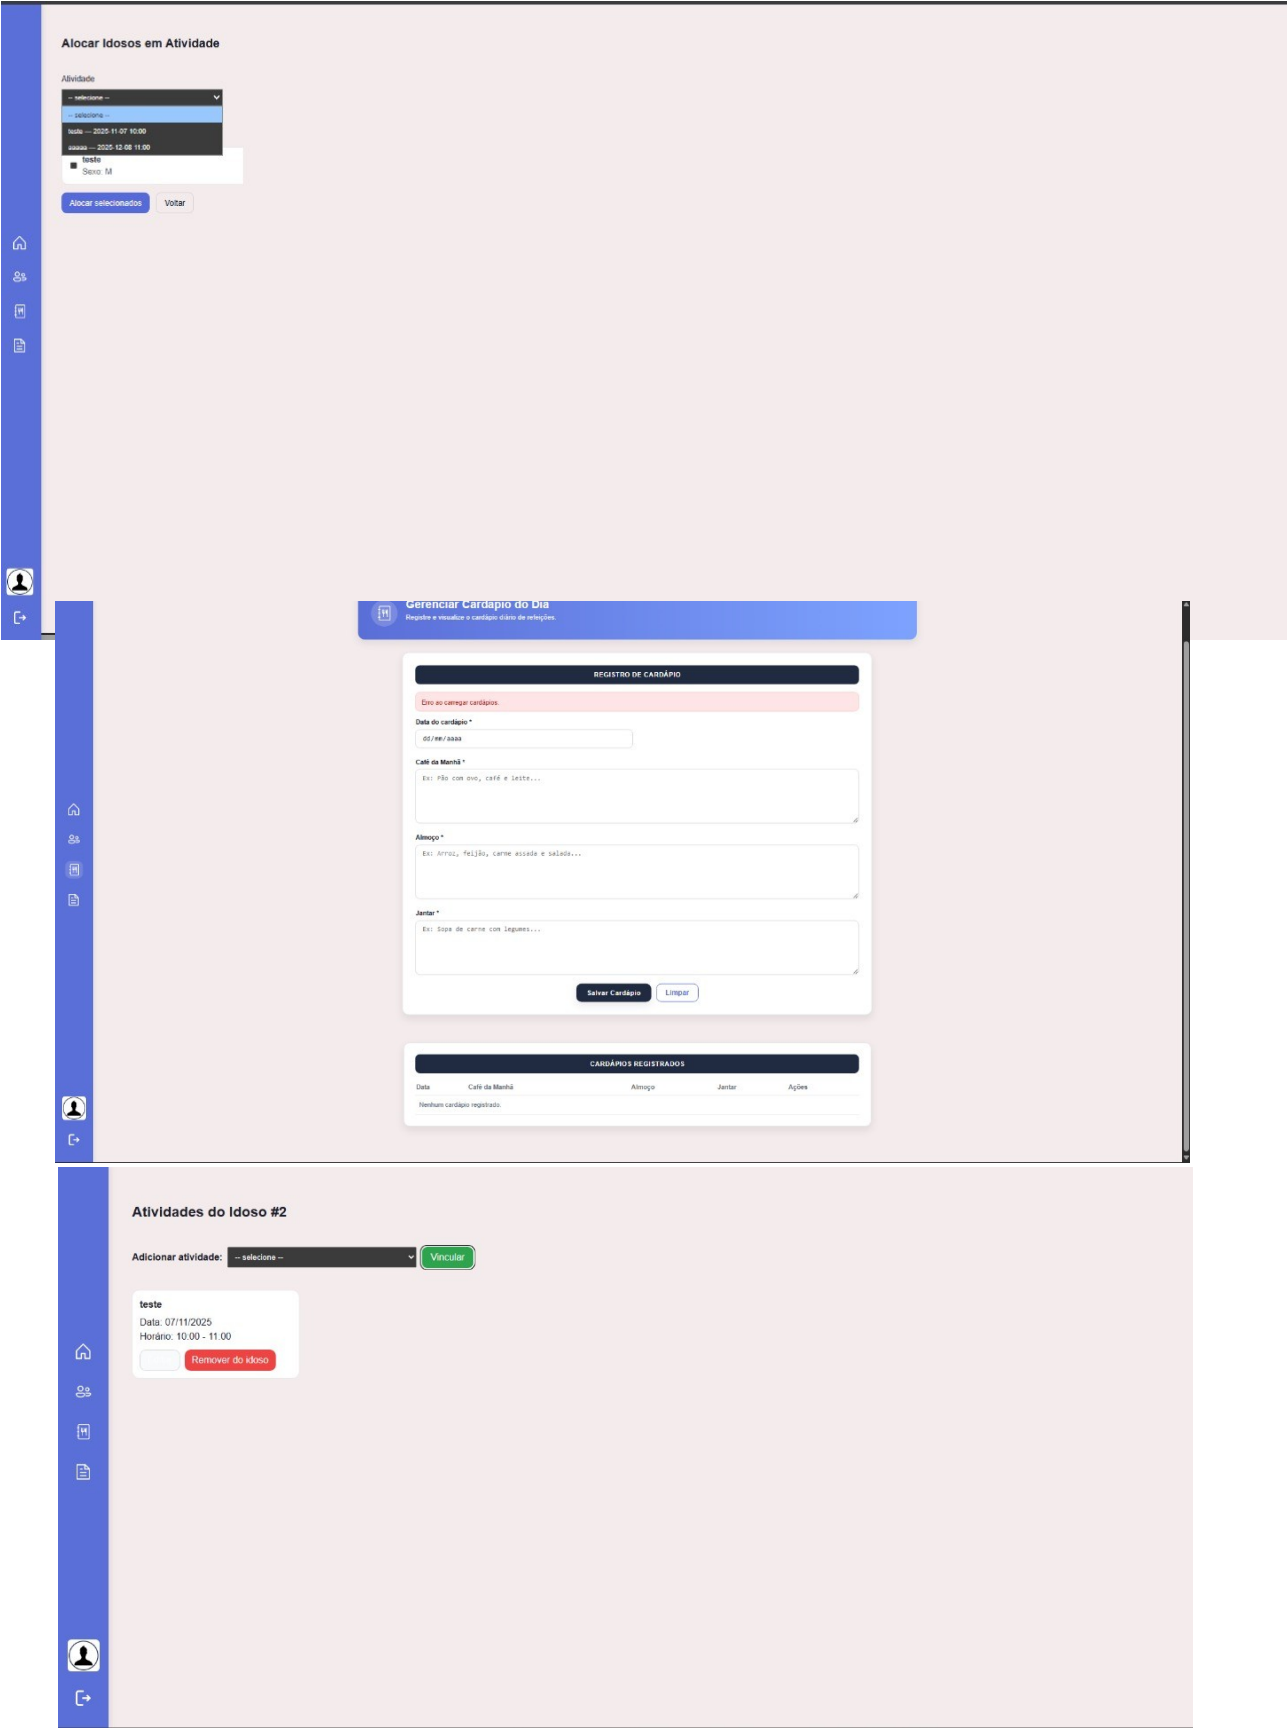 Alocar Idosos em Atividade
Atividade
-- selecione --
-- selecione --
teste — 2025-11-07 10:00
aaaaa — 2025-12-08 11:00
teste
Sexo: M
Alocar selecionados Voltar
Gerenciar Cardápio do Dia
Registre e visualize o cardápio diário de refeições.
REGISTRO DE CARDÁPIO
Erro ao carregar cardápios.
Data do cardápio *
dd/mm/aaaa
Café da Manhã *
Ex: Pão com ovo, café e leite...
Almoço *
Ex: Arroz, feijão, carne assada e salada...
Jantar *
Ex: Sopa de carne com legumes...
Salvar Cardápio Limpar
CARDÁPIOS REGISTRADOS
Data Café da Manhã Almoço Jantar Ações
Nenhum cardápio registrado.
Atividades do Idoso #2
Adicionar atividade: -- selecione -- Vincular
teste
Data: 07/11/2025
Horário: 10:00 - 11:00
Remover do idoso